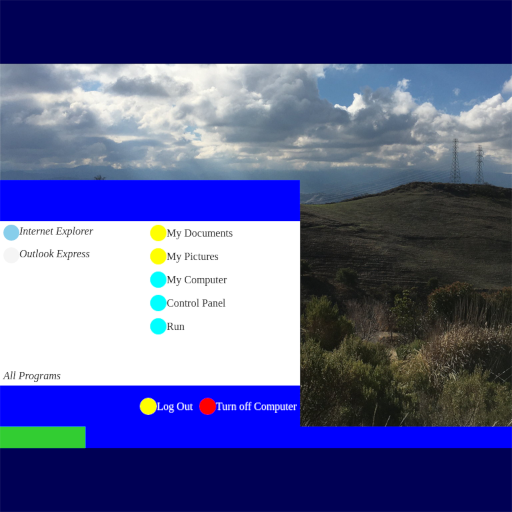 Internet Explorer
Outlook Express
All Programs
My Documents
My Pictures
My Computer
Control Panel
Run
Log Out
Turn off Computer